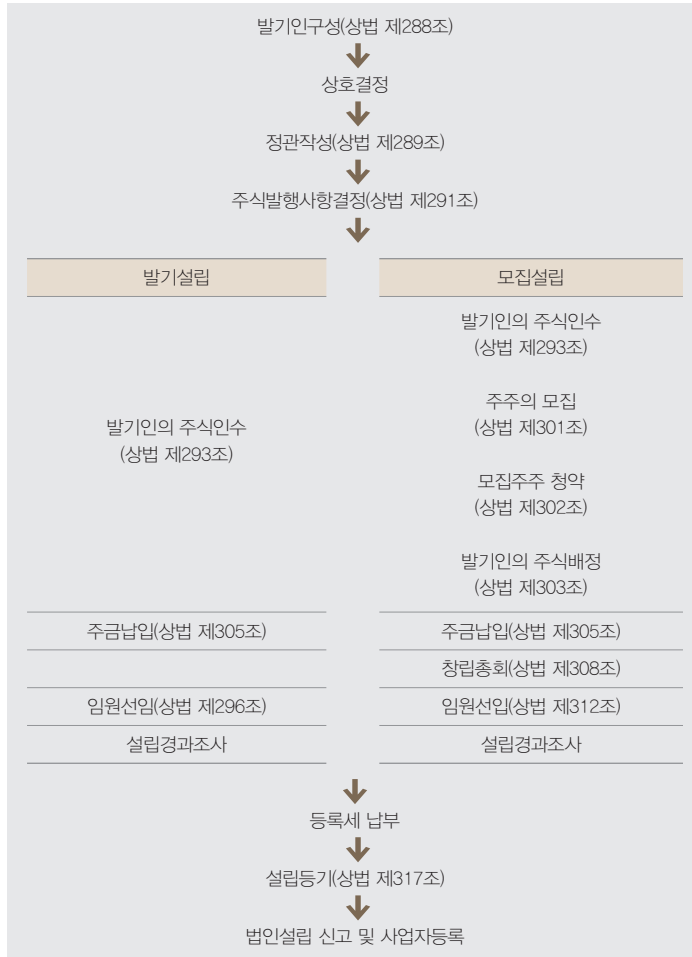 발기인구성(상법 제288조)
상호결정
정관작성(상법 제289조)
주식발행사항결정(상법 제291조)
발기설립
발기인의 주식인수
(상법 제293조)
주금납입(상법 제305조)
임원선임(상법 제296조)
설립경과조사
모집설립
발기인의 주식인수
(상법 제293조)
주주의 모집
(상법 제301조)
모집주주 청약
(상법 제302조)
발기인의 주식배정
(상법 제303조)
주금납입(상법 제305조)
창립총회(상법 제308조)
임원선입(상법 제312조)
설립경과조사
등록세 납부
설립등기(상법 제317조)
법인설립 신고 및 사업자등록